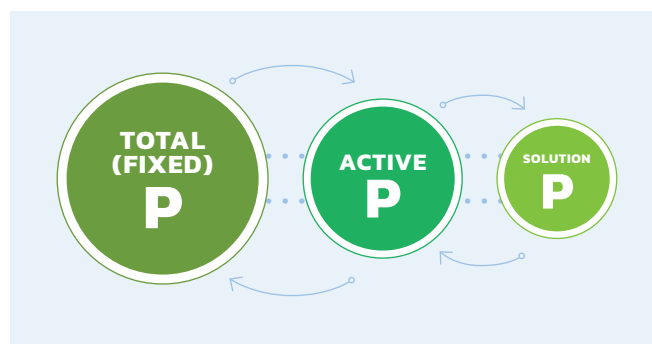 TOTAL
(FIXED)
P
ACTIVE
P
SOLUTION
P